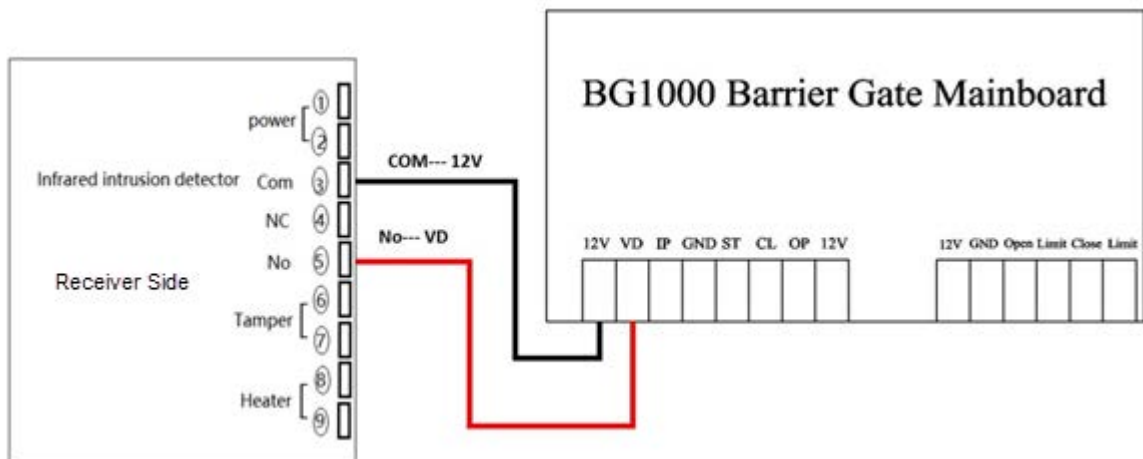 BG1000 Barrier Gate Mainboard
power
①
②
COM--- 12V
Infrared intrusion detector Com ③
NC ④
No--- VD
12V VD IP GND ST CL OP 12V
12V GND Open Limit Close Limit
No ⑤
Receiver Side
⑥
Tamper
⑦
⑧
Heater
⑨